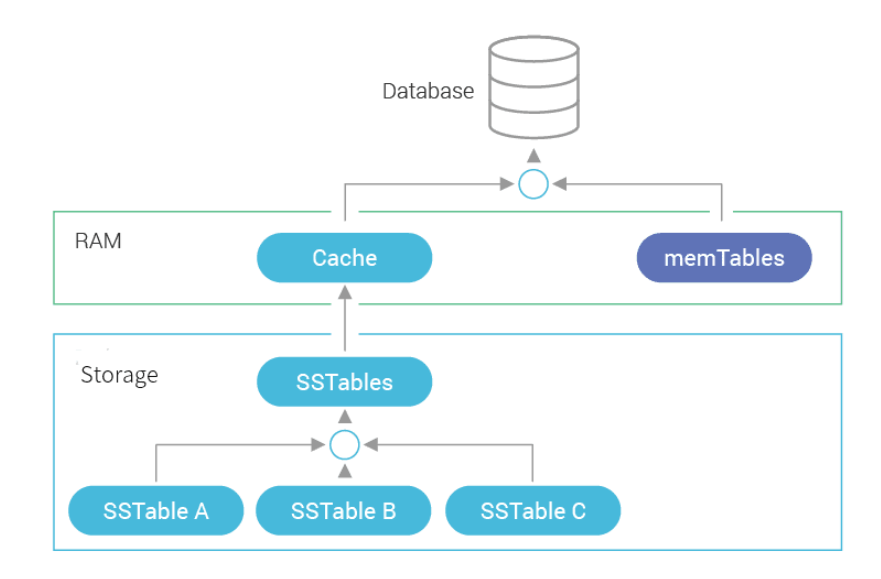 Database
RAM
Cache
memTables
Storage
SSTables
SSTable A
SSTable B
SSTable C